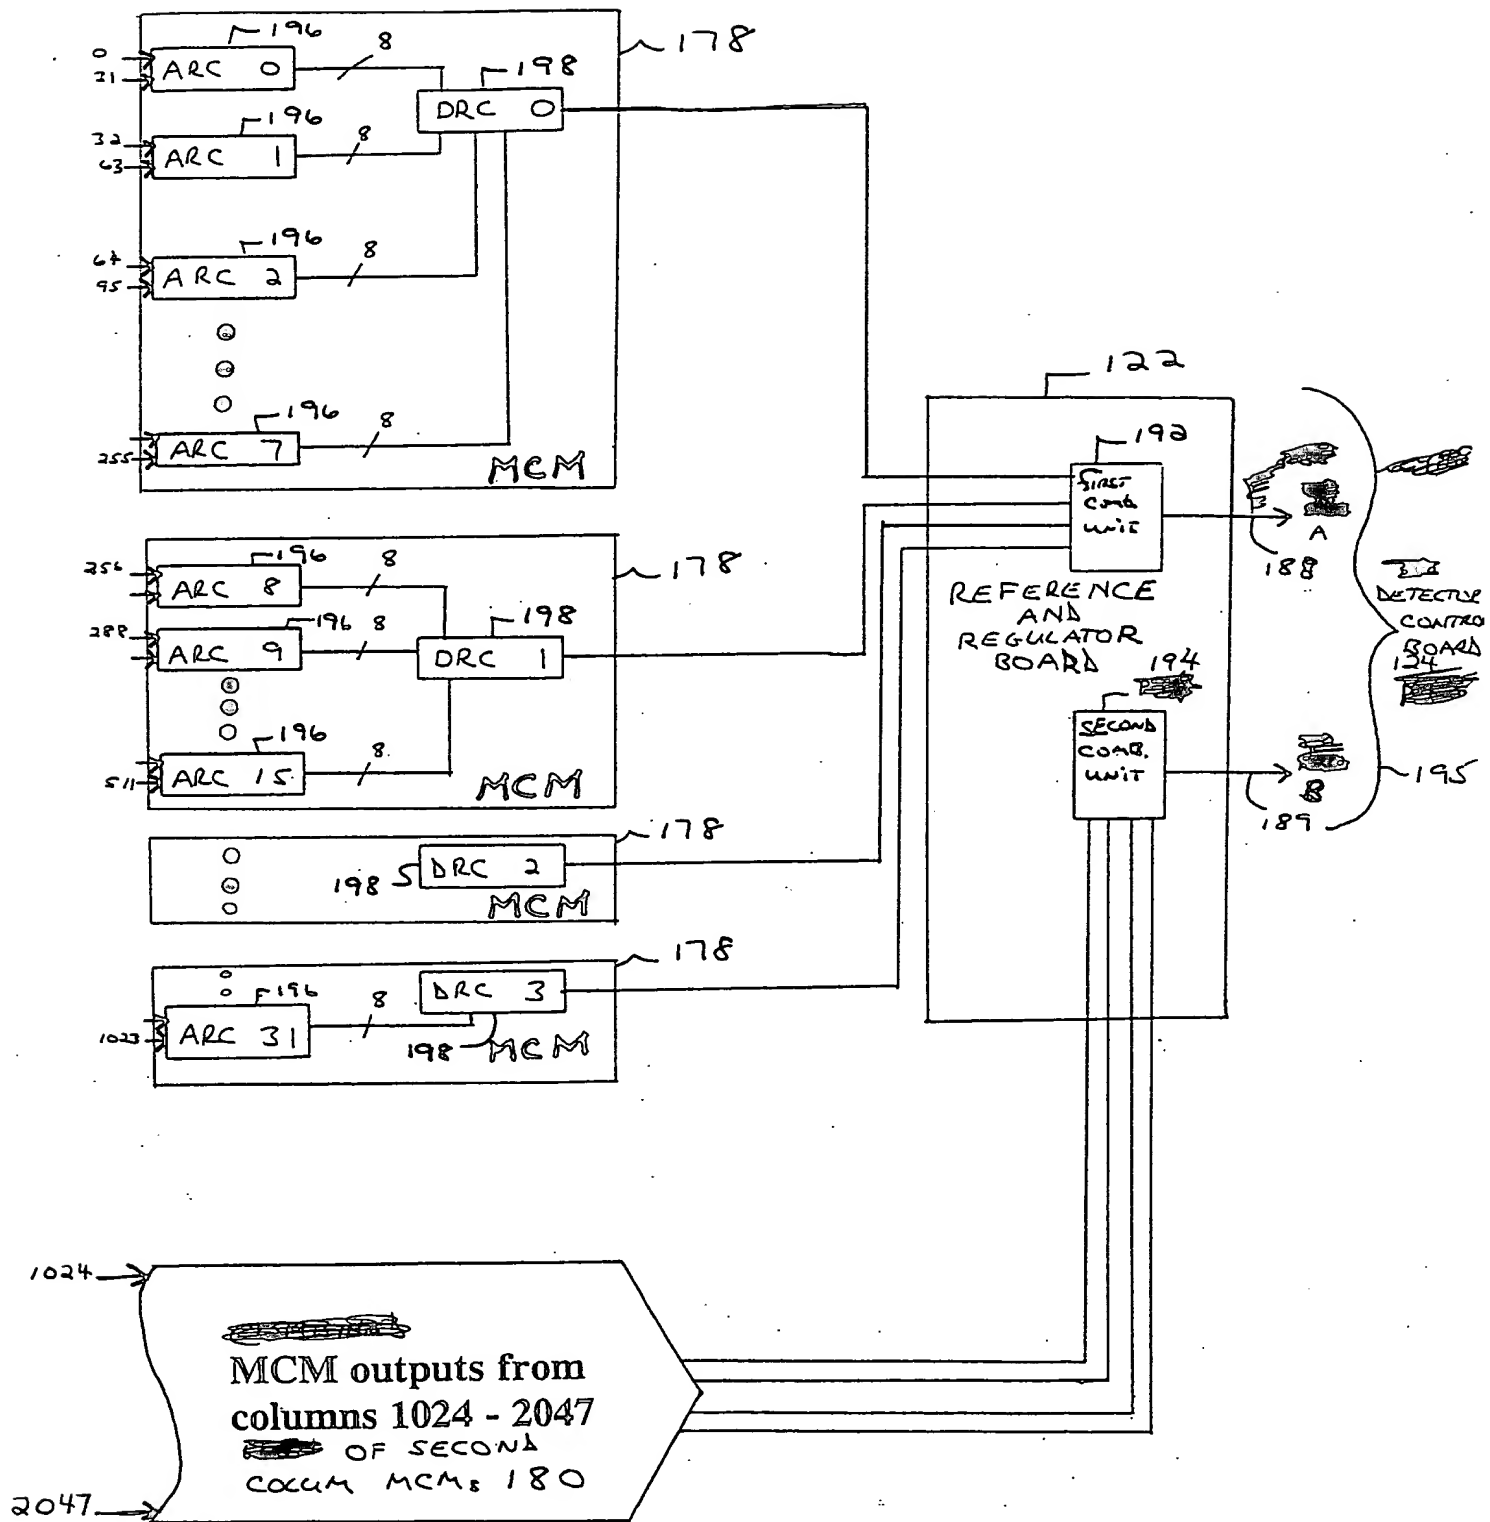 196
8
178
0
31
ARC 0
198
DRC 0
196
8
32
63
ARC 1
196
8
64
95
ARC 2
196
8
255
ARC 7
MCM
122
192
FIRST
COMB.
UNIT
A
188
REFERENCE
AND
REGULATOR
BOARD
DETECTOR
CONTRO
BOARD
124
194
SECOND
COMB.
UNIT
B
189
195
196
8
178
256
ARC 8
196
8
198
288
ARC 9
DRC 1
196
8
511
ARC 15
MCM
178
198
DRC 2
MCM
178
196
8
DRC 3
1023
ARC 31
198
MCM
1024
MCM outputs from
columns 1024 - 2047
OF SECOND
COLUM MCMs 180
2047